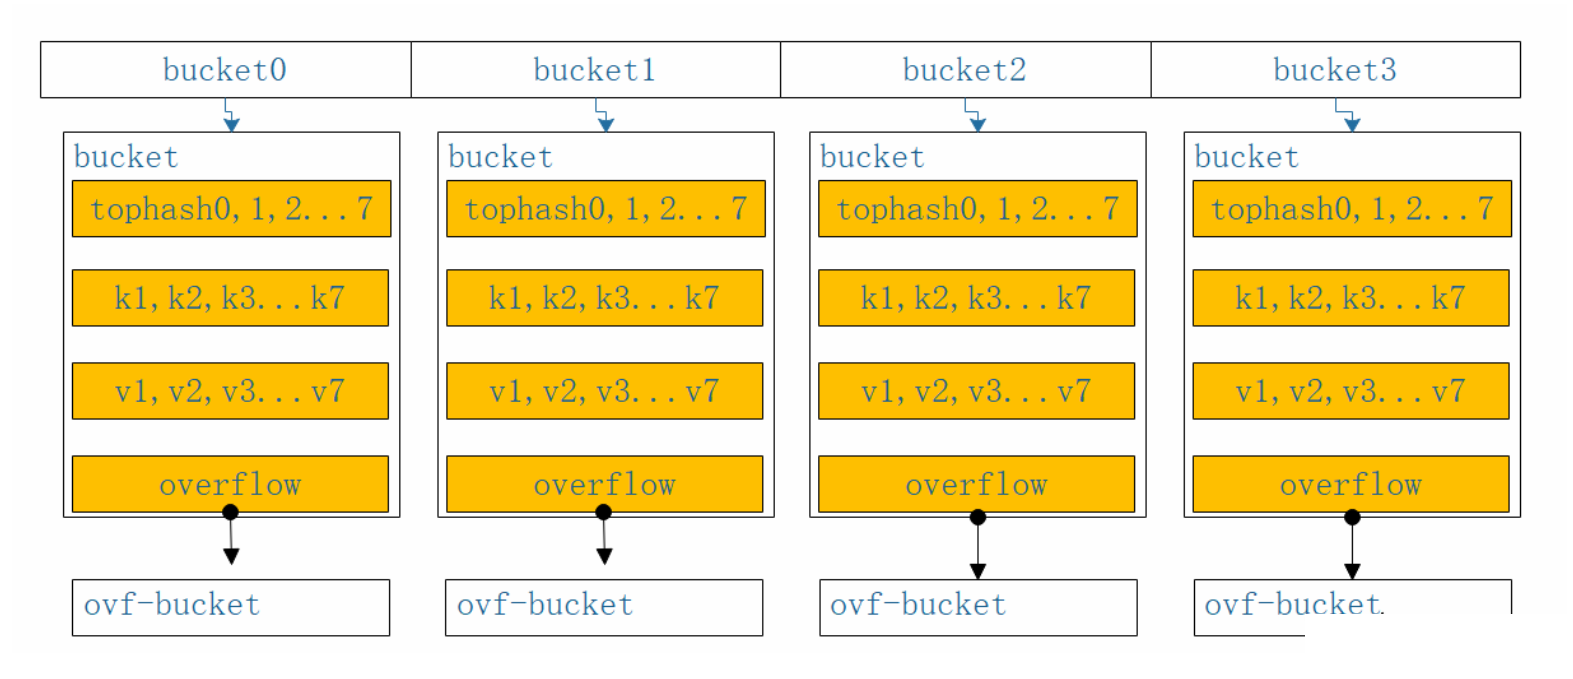 bucket0 bucket1 bucket2 bucket3
bucket bucket bucket bucket
tophash0,1,2...7 tophash0,1,2...7 tophash0,1,2...7 tophash0,1,2...7
k1,k2,k3...k7 k1,k2,k3...k7 k1,k2,k3...k7 k1,k2,k3...k7
v1,v2,v3...v7 v1,v2,v3...v7 v1,v2,v3...v7 v1,v2,v3...v7
overflow overflow overflow overflow
ovf-bucket ovf-bucket ovf-bucket ovf-bucket